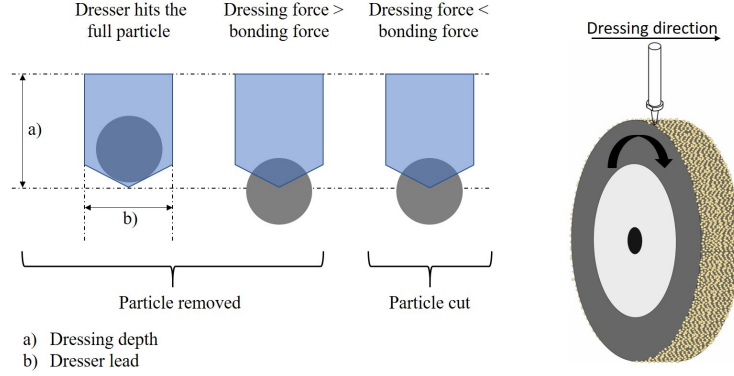 Dresser hits the
full particle
Dressing force >
bonding force
Dressing force <
bonding force
Dressing direction
a)
b)
Particle removed
Particle cut
a) Dressing depth
b) Dresser lead